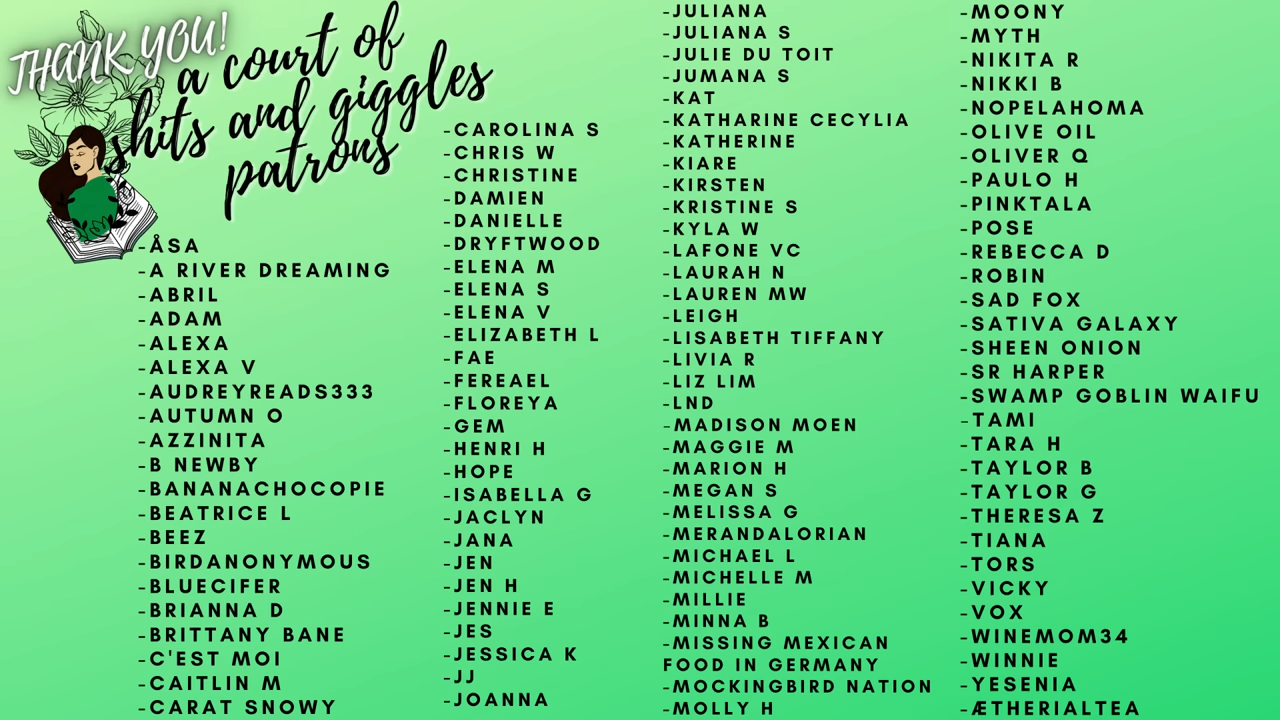 THANK YOU!
a court of
shits and giggles
patrons
-ÅSA
-A RIVER DREAMING
-ABRIL
-ADAM
-ALEXA
-ALEXA V
-AUDREYREADS333
-AUTUMN O
-AZZINITA
-B NEWBY
-BANANACHOCOPIE
-BEATRICE L
-BEEZ
-BIRDANONYMOUS
-BLUECIFER
-BRIANNA D
-BRITTANY BANE
-C'EST MOI
-CAITLIN M
-CARAT SNOWY
-CAROLINA S
-CHRIS W
-CHRISTINE
-DAMIEN
-DANIELLE
-DRYFTWOOD
-ELENA M
-ELENA S
-ELENA V
-ELIZABETH L
-FAE
-FEREAEL
-FLOREYA
-GEM
-HENRI H
-HOPE
-ISABELLA G
-JACLYN
-JANA
-JEN
-JEN H
-JENNIE E
-JES
-JESSICA K
-JJ
-JOANNA
-JULIANA
-JULIANA S
-JULIE DU TOIT
-JUMANA S
-KAT
-KATHARINE CECYLIA
-KATHERINE
-KIARE
-KIRSTEN
-KRISTINE S
-KYLA W
-LAFONE VC
-LAURAH N
-LAUREN MW
-LEIGH
-LISABETH TIFFANY
-LIVIA R
-LIZ LIM
-LND
-MADISON MOEN
-MAGGIE M
-MARION H
-MEGAN S
-MELISSA G
-MERANDALORIAN
-MICHAEL L
-MICHELLE M
-MILLIE
-MINNA B
-MISSING MEXICAN
FOOD IN GERMANY
-MOCKINGBIRD NATION
-MOLLY H
-MOONY
-MYTH
-NIKITA R
-NIKKI B
-NOPELAHOMA
-OLIVE OIL
-OLIVER Q
-PAULO H
-PINKTALA
-POSE
-REBECCA D
-ROBIN
-SAD FOX
-SATIVA GALAXY
-SHEEN ONION
-SR HARPER
-SWAMP GOBLIN WAIFU
-TAMI
-TARA H
-TAYLOR B
-TAYLOR G
-THERESA Z
-TIANA
-TORS
-VICKY
-VOX
-WINEMOM34
-WINNIE
-YESENIA
-ÆTHERIALTEA